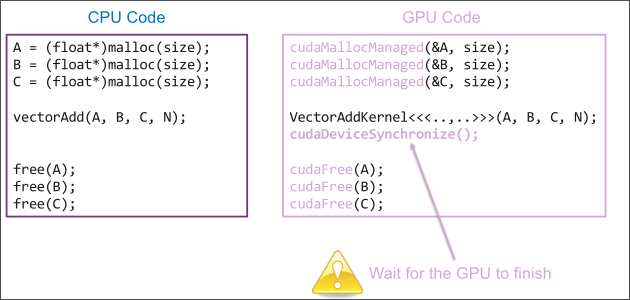 CPU Code
A = (float*)malloc(size);
B = (float*)malloc(size);
C = (float*)malloc(size);
vectorAdd(A, B, C, N);
free(A);
free(B);
free(C);
GPU Code
cudaMallocManaged(&A, size);
cudaMallocManaged(&B, size);
cudaMallocManaged(&C, size);
VectorAddKernel<<<..,..>>>(A, B, C, N);
cudaDeviceSynchronize();
cudaFree(A);
cudaFree(B);
cudaFree(C);
Wait for the GPU to finish